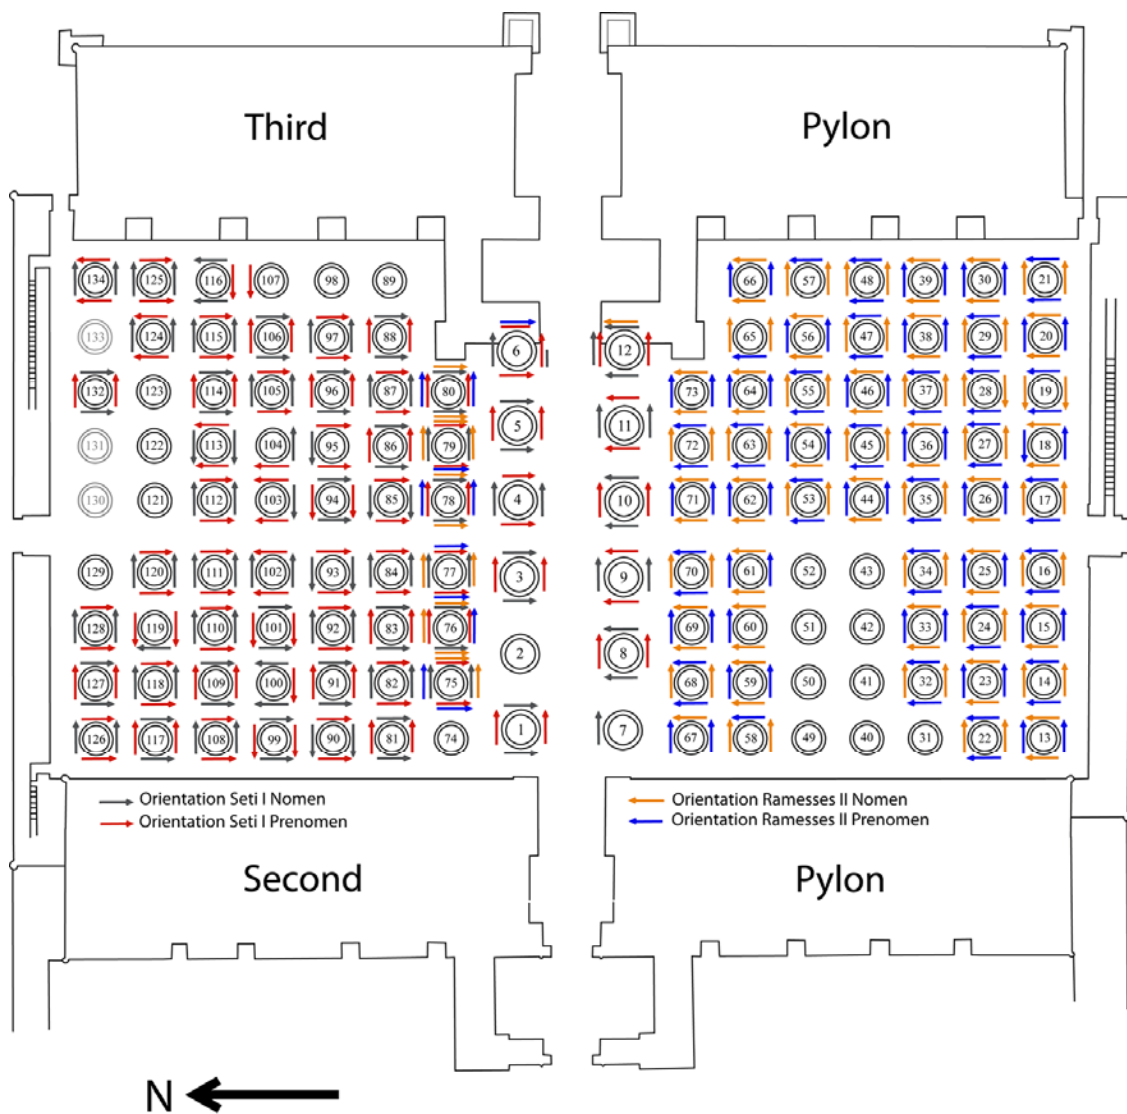 Third Pylon
134 125 116 107 98 89 66 57 48 39 30 21
133 124 115 106 97 88 6 12 65 56 47 38 29 20
132 123 114 105 96 87 80 73 64 55 46 37 28 19
5 11
131 122 113 104 95 86 79 72 63 54 45 36 27 18
130 121 112 103 94 85 78 4 10 71 62 53 44 35 26 17
129 120 111 102 93 84 77 3 9 70 61 52 43 34 25 16
128 119 110 101 92 83 76 69 60 51 42 33 24 15
2 8
127 118 109 100 91 82 75 68 59 50 41 32 23 14
126 117 108 99 90 81 74 1 7 67 58 49 40 31 22 13
Orientation Seti I Nomen
Orientation Seti I Prenomen
Orientation Ramesses II Nomen
Orientation Ramesses II Prenomen
Second Pylon
N